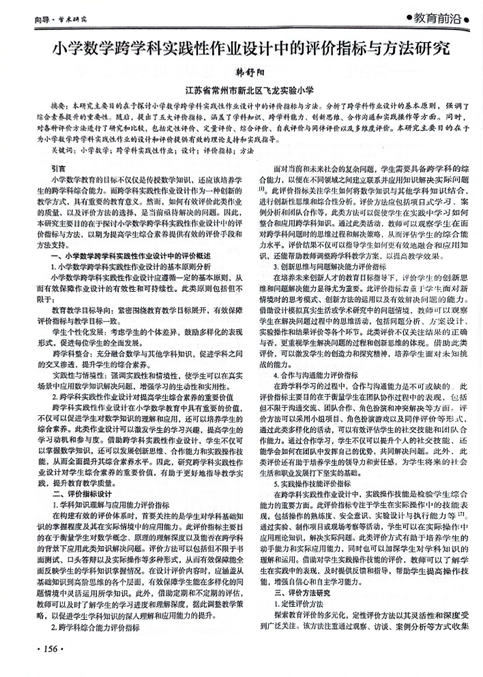 向导·学术研究
●教育前沿○
小学数学跨学科实践性作业设计中的评价指标与方法研究
韩舒阳
江苏省常州市新北区飞龙实验小学
摘要：本研究主要目的在于探讨小学数学跨学科实践性作业设计中的评价指标与方法。分析了跨学科作业设计的基本原则，强调了
综合素养提升的重要性。随后，提出了五大评价指标，涵盖了学科知识、跨学科能力、创新思维、合作沟通和实践操作等方面。同时，
对各种评价方法进行了研究和比较，包括定性评价、定量评价、综合评价、自我评价与同伴评价以及多维度评价。本研究主要目的在于
为小学数学跨学科实践性作业的设计和评价提供有效的理论支持和实践指导。
关键词：小学数学；跨学科实践性作业；设计；评价指标；方法
引言
小学数学教育的目标不仅仅是传授数学知识，还应该培养学
生的跨学科综合能力。而跨学科实践性作业设计作为一种创新的
教学方式，具有重要的教育意义。然而，如何有效评价此类作业
的质量，以及评价方法的选择，是当前亟待解决的问题。因此，
本研究主要目的在于探讨小学数学跨学科实践性作业设计中的评
价指标与方法，以期为提高学生综合素养提供有效的评价手段和
方法支持。
一、小学数学跨学科实践性作业设计中的评价概述
1.小学数学跨学科实践性作业设计的基本原则分析
小学数学跨学科实践性作业设计应遵循一定的基本原则，从
而有效保障作业设计的有效性和可持续性。此类原则包括但不
限于：
教育教学目标导向：紧密围绕教育教学目标展开，有效保障
评价指标与教学目标一致。
学生个性化发展：考虑学生的个体差异，鼓励多样化的表现
形式，促进每位学生的全面发展。
跨学科整合：充分融合数学与其他学科知识，促进学科之间
的交叉渗透，提升学生的综合素养。
实践性与情境性：强调实践性和情境性，使学生可以在真实
场景中应用数学知识解决问题，增强学习的生动性和实用性。
2.跨学科实践性作业设计对提高学生综合素养的重要价值
跨学科实践性作业设计在小学数学教育中具有重要的价值，
不仅可以促进学生对数学知识的理解和应用，还可以培养学生的
综合素养。此类作业设计可以激发学生的学习兴趣，提高学生的
学习动机和参与度。借助跨学科实践性作业设计，学生不仅可
以掌握数学知识，还可以发展创新思维、合作能力和实践操作技
能，从而全面提升其综合素养水平。因此，研究跨学科实践性作
业设计对学生综合素养的重要价值，有助于更好地指导教学实
践，提升教育教学质量。
二、评价指标设计
1.学科知识理解与应用能力评价指标
在构建有效的评价体系时，首要关注的是学生对学科基础知
识的掌握程度及其在实际情境中的应用能力。此评价指标主要目
的在于衡量学生对数学概念、原理的理解深度以及能否在跨学科
的背景下应用此类知识解决问题。评价方法可以包括但不限于书
面测试、口头答辩以及实际操作等多种形式，从而有效保障能全
面反映学生的学科知识掌握情况。在设计评价内容时，应涵盖从
基础知识到高阶思维的各个层面，有效保障学生能在多样化的问
题情境中灵活运用所学知识。此外，借助定期和不定期的评估，
教师可以及时了解学生的学习进度和理解深度，据此调整教学策
略，以促进学生学科知识的深入理解和应用能力的提升。
2.跨学科综合能力评价指标
面对当前和未来社会的复杂问题，学生需要具备跨学科的综
合能力，以便在不同领域之间建立联系并应用知识解决实际问题
[1]。此评价指标关注学生如何将数学知识与其他学科知识结合，
进行创新性思维和综合性分析。评价方法应包括项目式学习、案
例分析和团队合作等，此类方法可以促使学生在实践中学习如何
整合和应用跨学科知识。通过此类活动，教师可以观察学生在面
对跨学科问题时的思维过程和解决策略，从而评估学生的综合能
力水平。评价结果不仅可以指导学生如何更有效地融合和应用知
识，还能帮助教师调整跨学科教学方案，以提高教学效果。
3.创新思维与问题解决能力评价指标
在培养未来创新人才的教育目标指导下，评价学生的创新思
维和问题解决能力显得尤为重要。此评价指标着重于学生面对新
情境时的思考模式、创新方法的运用以及有效解决问题的能力。
借助设计模拟真实生活或学术研究中的问题情境，教师可以观察
学生在解决问题过程中的思维活动，包括问题分析、方案设计、
实验操作和结果评价等各个环节。此类评价不仅关注结果的正确
与否，更重视学生解决问题的过程和创新思维的体现。借助此类
评价，可以激发学生的创造力和探究精神，培养学生面对未知挑
战的能力。
4.合作与沟通能力评价指标
在跨学科学习的过程中，合作与沟通能力是不可或缺的。此
评价指标主要目的在于衡量学生在团队协作过程中的表现，包括
但不限于沟通交流、团队合作、角色扮演和冲突解决等方面。评
价方法可以采用小组项目、角色扮演游戏以及同伴评价等形式，
通过此类多样化的活动，可以有效评估学生的社交技能和团队合
作能力。通过合作学习，学生不仅可以提升个人的社交技能，还
能学会如何在团队中发挥自己的优势，共同解决问题。此外，此
类评价还有助于培养学生的领导力和责任感，为学生将来的社会
生活和职业发展打下坚实的基础。
5.实践操作技能评价指标
在跨学科实践性作业设计中，实践操作技能是检验学生综合
能力的重要方面。此评价指标专注于学生在实际操作中的技能表
现，包括操作的熟练度、安全意识、实验设计与执行能力等[2]。
通过实验、制作项目或现场考察等活动，学生可以在实际操作中
应用理论知识，解决实际问题。此类评价方式有助于培养学生的
动手能力和实际应用能力，同时也可以加深学生对学科知识的
理解和运用。借助对学生实践操作技能的评价，教师可以了解学
生在实践中的表现，及时提供反馈和指导，帮助学生提高操作技
能，增强自信心和自主学习能力。
三、评价方法研究
1.定性评价方法
探索教育评价的多元化，定性评价方法以其灵活性和深度受
到广泛关注。该方法注重通过观察、访谈、案例分析等方式收集
·156·